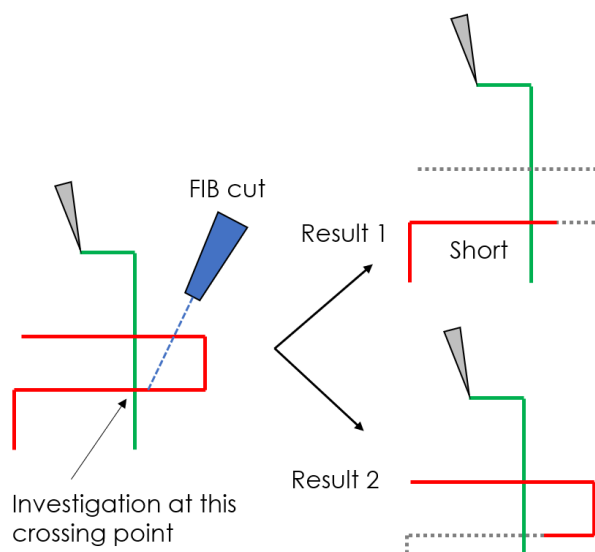 FIB cut
Result 1
Short
Investigation at this
crossing point
Result 2